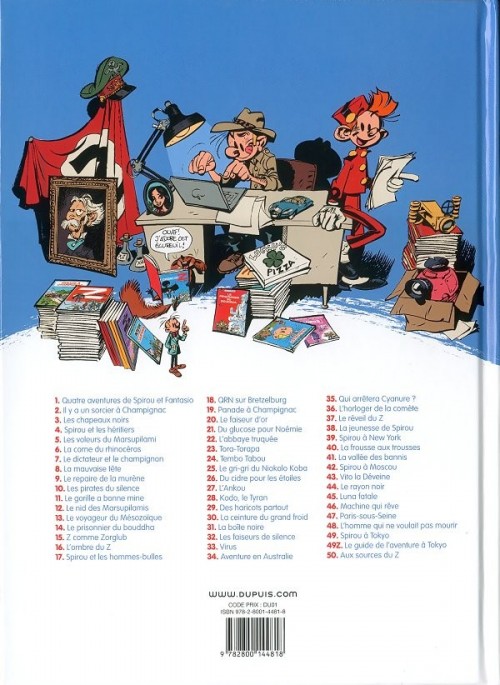 OUAF! J'ADORE CET ÉCUREUIL!
PIZZA
Z
1. Quatre aventures de Spirou et Fantasio
2. Il y a un sorcier à Champignac
3. Les chapeaux noirs
4. Spirou et les héritiers
5. Les voleurs du Marsupilami
6. La corne du rhinocéros
7. Le dictateur et le champignon
8. La mauvaise tête
9. Le repaire de la murène
10. Les pirates du silence
11. Le gorille a bonne mine
12. Le nid des Marsupilamis
13. Le voyageur du Mésozoïque
14. Le prisonnier du bouddha
15. Z comme Zorglub
16. L'ombre du Z
17. Spirou et les hommes-bulles
18. QRN sur Bretzelburg
19. Panade à Champignac
20. Le faiseur d'or
21. Du glucose pour Noémie
22. L'abbaye truquée
23. Tora-Torapa
24. Tembo Tabou
25. Le gri-gri du Niokolo Koba
26. Du cidre pour les étoiles
27. L'Ankou
28. Kodo, le Tyran
29. Des haricots partout
30. La ceinture du grand froid
31. La boîte noire
32. Les faiseurs de silence
33. Virus
34. Aventure en Australie
35. Qui arrêtera Cyanure ?
36. L'horloger de la comète
37. Le réveil du Z
38. La jeunesse de Spirou
39. Spirou à New York
40. La frousse aux trousses
41. La vallée des bannis
42. Spirou à Moscou
43. Vito la Déveine
44. Le rayon noir
45. Luna fatale
46. Machine qui rêve
47. Paris-sous-Seine
48. L'homme qui ne voulait pas mourir
49. Spirou à Tokyo
49Z. Le guide de l'aventure à Tokyo
50. Aux sources du Z
WWW.DUPUIS.COM
CODE PRIX : DU01
ISBN 978-2-8001-4481-8
9 782800 144818